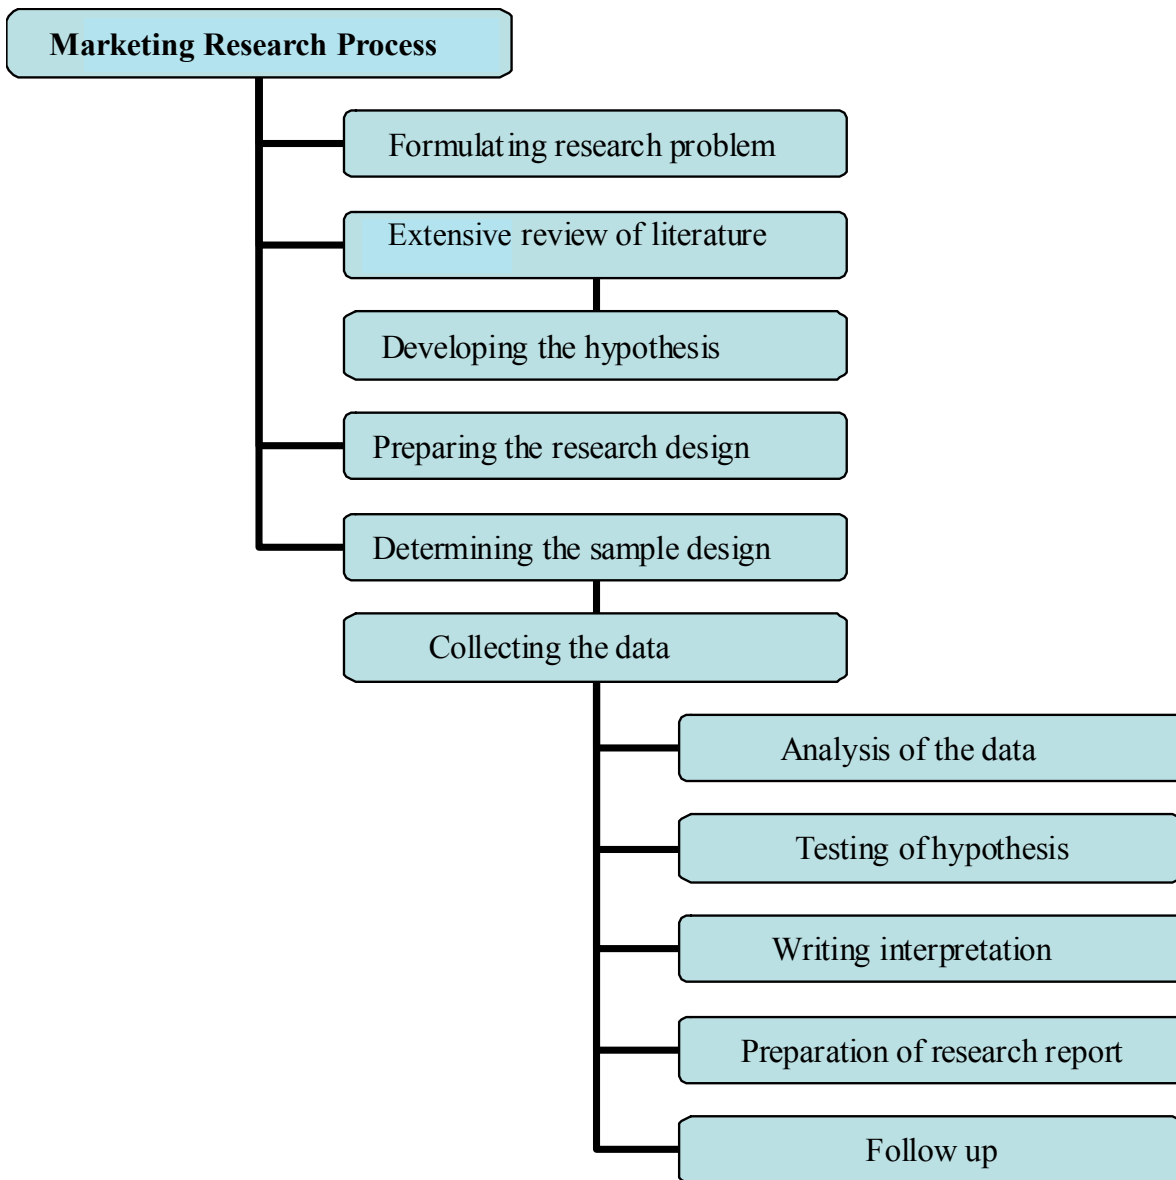 Marketing Research Process
Formulating research problem
Extensive review of literature
Developing the hypothesis
Preparing the research design
Determining the sample design
Collecting the data
Analysis of the data
Testing of hypothesis
Writing interpretation
Preparation of research report
Follow up